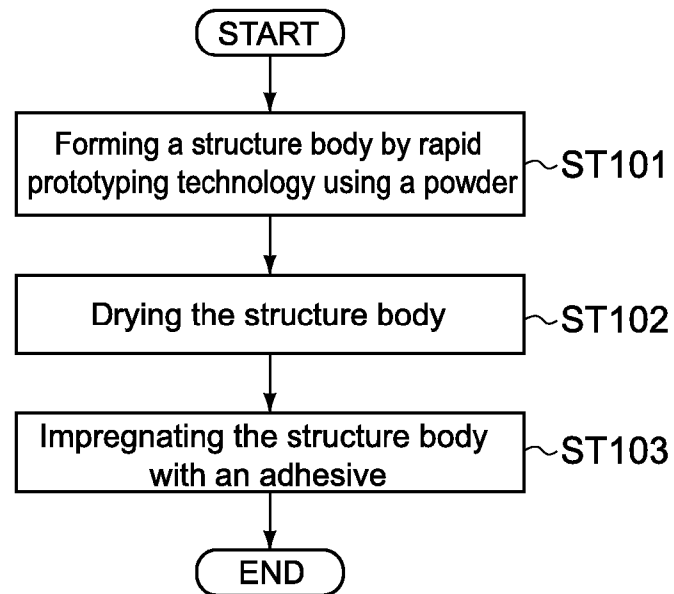 START
Forming a structure body by rapid
prototyping technology using a powder
ST101
Drying the structure body
ST102
Impregnating the structure body
with an adhesive
ST103
END